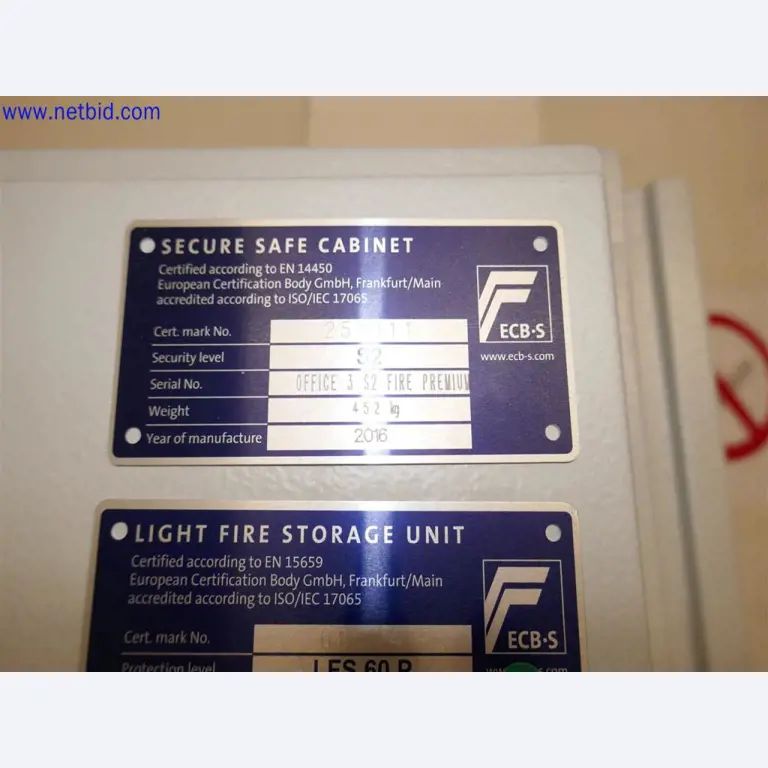 www.netbid.com
SECURE SAFE CABINET
Certified according to EN 14450
European Certification Body GmbH, Frankfurt/Main
accredited according to ISO/IEC 17065
ECB·S
www.ecb-s.com
Cert. mark No.
Security level S2
Serial No. OFFICE 3 S2 FIRE PREMIUM
Weight 452 kg
Year of manufacture 2016
LIGHT FIRE STORAGE UNIT
Certified according to EN 15659
European Certification Body GmbH, Frankfurt/Main
accredited according to ISO/IEC 17065
ECB·S
Cert. mark No.
Protection level LFS 60 P